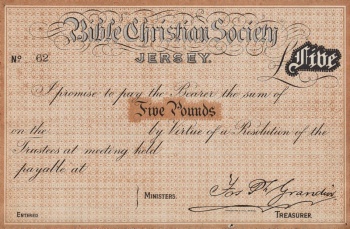 Bible Christian Society
JERSEY.
No. 62
£ Five
I promise to pay the Bearer the sum of
Five Pounds
on the by Virtue of a Resolution of the
Trustees at meeting held
payable at
MINISTERS.
Jos Ph Grandin
ENTERED
TREASURER.